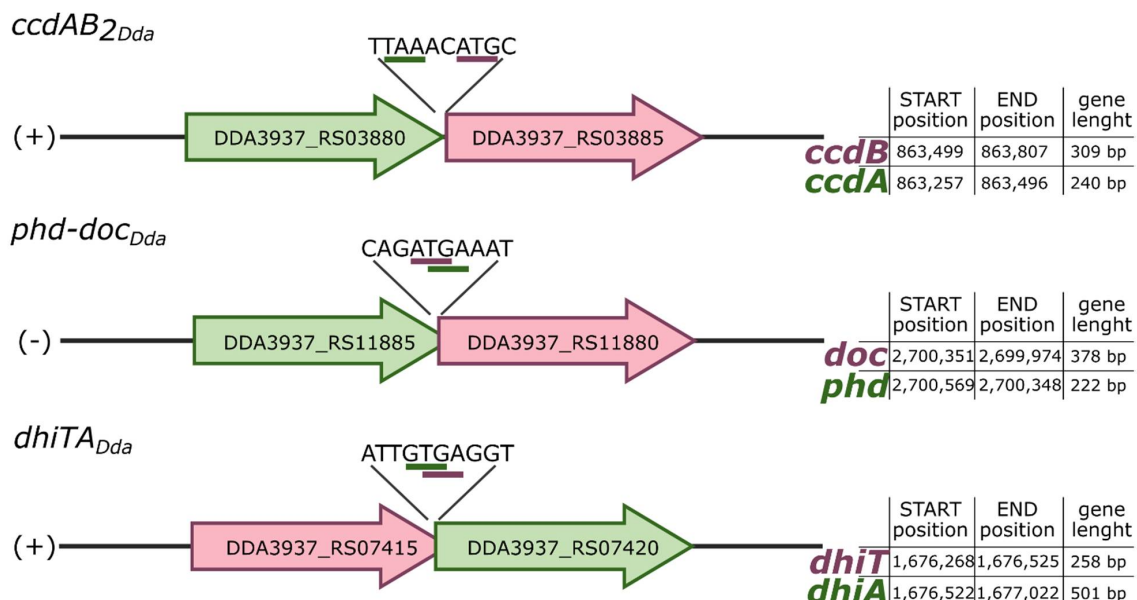 ccdAB2Dda
TTAAACATGC
(+)
DDA3937_RS03880
DDA3937_RS03885
START position END position gene lenght
ccdB 863,499 863,807 309 bp
ccdA 863,257 863,496 240 bp
phd-docDda
CAGATGAAAT
(-)
DDA3937_RS11885
DDA3937_RS11880
START position END position gene lenght
doc 2,700,351 2,699,974 378 bp
phd 2,700,569 2,700,348 222 bp
dhiTADda
ATTGTGAGGT
(+)
DDA3937_RS07415
DDA3937_RS07420
START position END position gene lenght
dhiT 1,676,268 1,676,525 258 bp
dhiA 1,676,522 1,677,022 501 bp